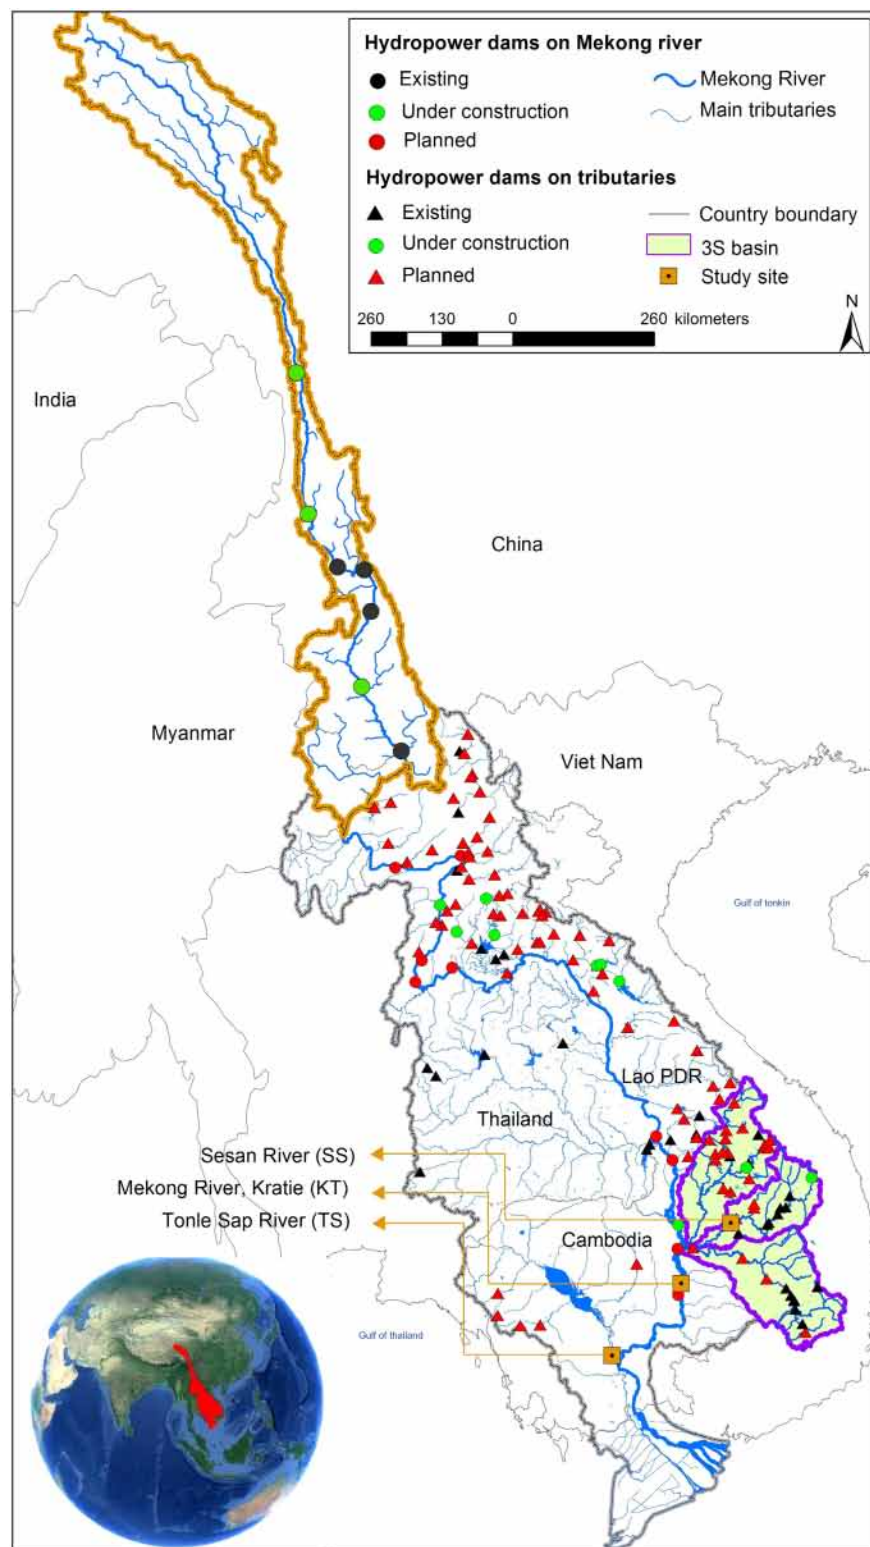 Hydropower dams on Mekong river
Existing
Mekong River
Under construction
Main tributaries
Planned
Hydropower dams on tributaries
Existing
Country boundary
Under construction
3S basin
Planned
Study site
N
260 130 0 260 kilometers
India
China
Myanmar
Viet Nam
Gulf of tonkin
Lao PDR
Thailand
Sesan River (SS)
Mekong River, Kratie (KT)
Tonle Sap River (TS)
Cambodia
Gulf of thailand